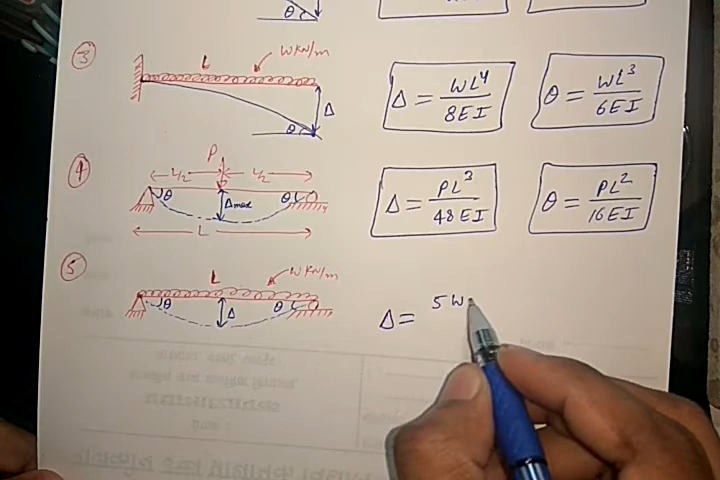 θ
③
L
W KN/m
Δ
θ
Δ = WL⁴/8EI
θ = WL³/6EI
④
P
L/2
L/2
θ
Δmax
θ
L
Δ = PL³/48EI
θ = PL²/16EI
⑤
L
W KN/m
θ
Δ
θ
Δ = 5W